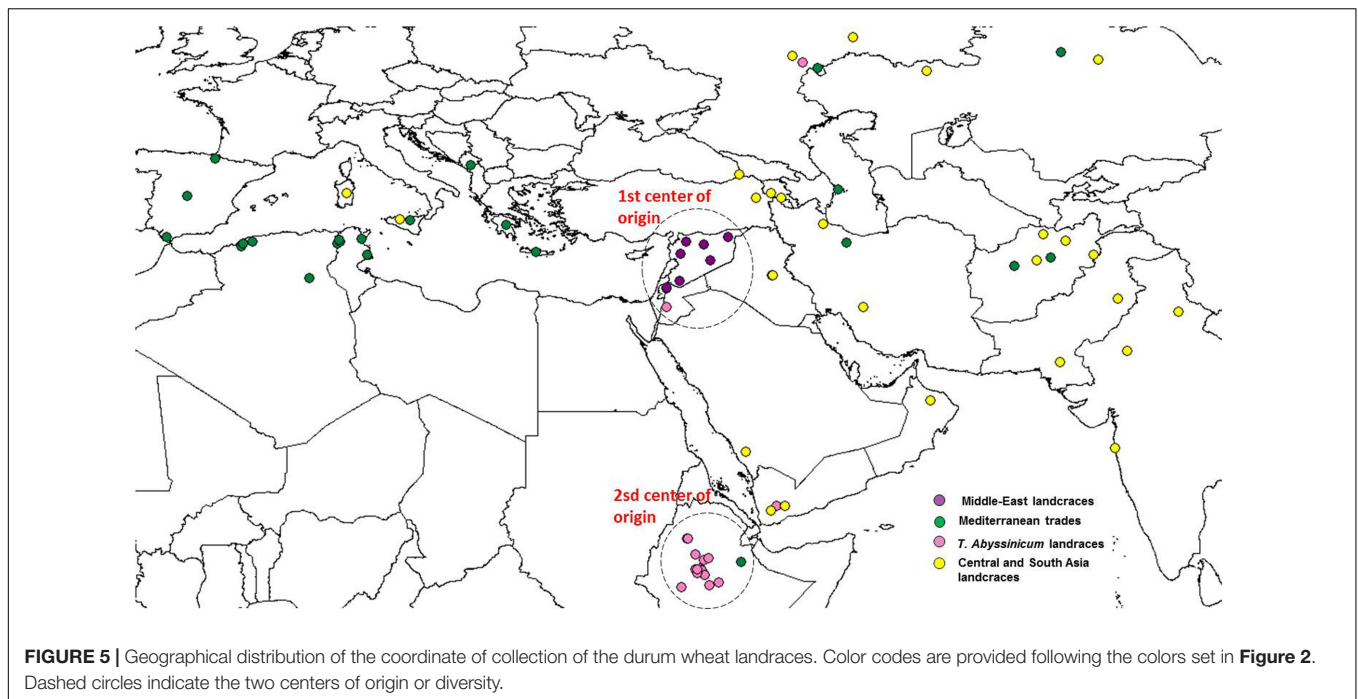 1st center of
origin
2sd center of
origin
Middle-East landcraces
Mediterranean trades
T. Abyssinicum landraces
Central and South Asia
landcraces
FIGURE 5 | Geographical distribution of the coordinate of collection of the durum wheat landraces. Color codes are provided following the colors set in Figure 2.
Dashed circles indicate the two centers of origin or diversity.